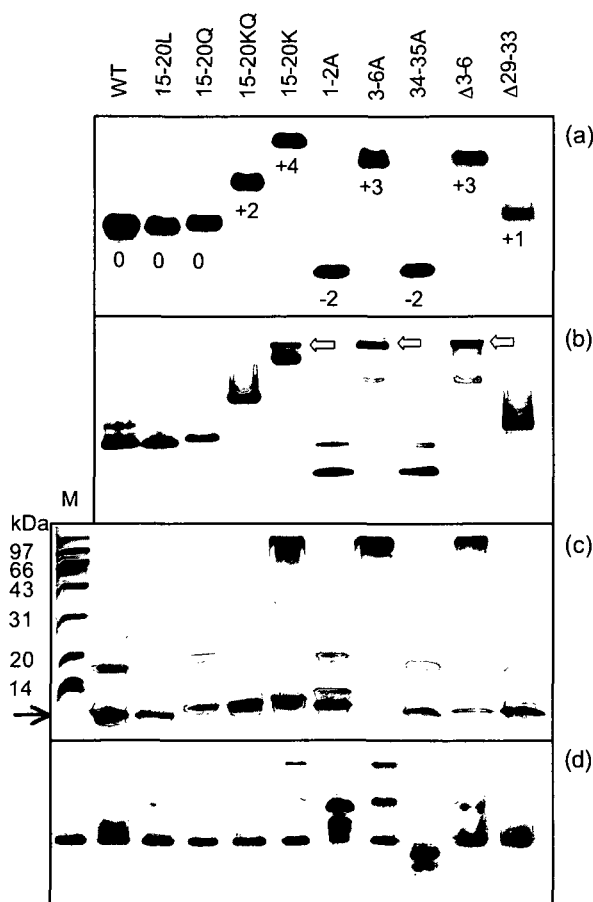 WT 15-20L 15-20Q 15-20KQ 15-20K 1-2A 3-6A 34-35A Δ3-6 Δ29-33
(a)
+4
+3 +3
+2
+1
0 0 0
-2 -2
(b)
M
kDa
(c)
97
66
43
31
20
14
(d)